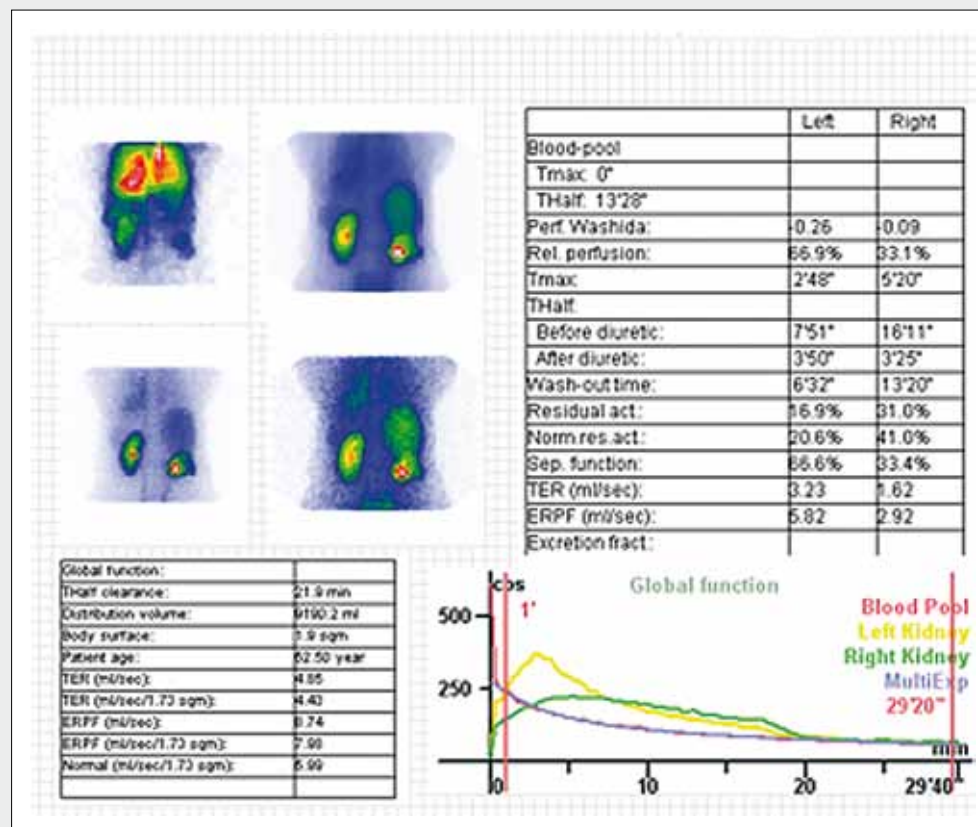 Left Right
Blood-pool
Tmax: 0"
THalf: 13'28"
Perf. Washida: -0.26 -0.09
Rel. perfusion: 66.9% 33.1%
Tmax: 2'48" 5'20"
THalf:
Before diuretic: 7'51" 16'11"
After diuretic: 3'50" 3'25"
Wash-out time: 6'32" 13'20"
Residual act.: 16.9% 31.0%
Norm.res.act.: 20.6% 41.0%
Sep. function: 66.6% 33.4%
TER (ml/sec): 3.23 1.62
ERPF (ml/sec): 5.82 2.92
Excretion fract.:
Global function:
THalf clearance: 21.9 min
Distribution volume: 9190.2 ml
Body surface: 1.9 sqm
Patient age: 62.50 year
TER (ml/sec): 4.85
TER (ml/sec/1.73 sqm): 4.43
ERPF (ml/sec): 8.74
ERPF (ml/sec/1.73 sqm): 7.98
Normal (ml/sec/1.73 sqm): 5.99
cps
Global function
500
1'
Blood Pool
Left Kidney
Right Kidney
250
MultiExp
29'20"
mm
0 10 20 29'40"